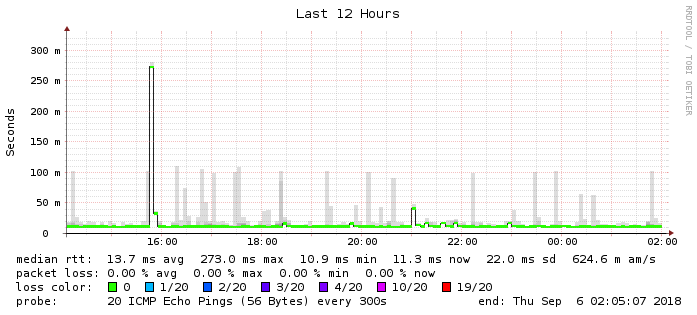 Last 12 Hours
RRDTOOL / TOBI OETIKER
Seconds
300 m
250 m
200 m
150 m
100 m
50 m
0
16:00 18:00 20:00 22:00 00:00 02:00
median rtt: 13.7 ms avg 273.0 ms max 10.9 ms min 11.3 ms now 22.0 ms sd 624.6 m am/s
packet loss: 0.00 % avg 0.00 % max 0.00 % min 0.00 % now
loss color: 0 1/20 2/20 3/20 4/20 10/20 19/20
probe: 20 ICMP Echo Pings (56 Bytes) every 300s end: Thu Sep 6 02:05:07 2018